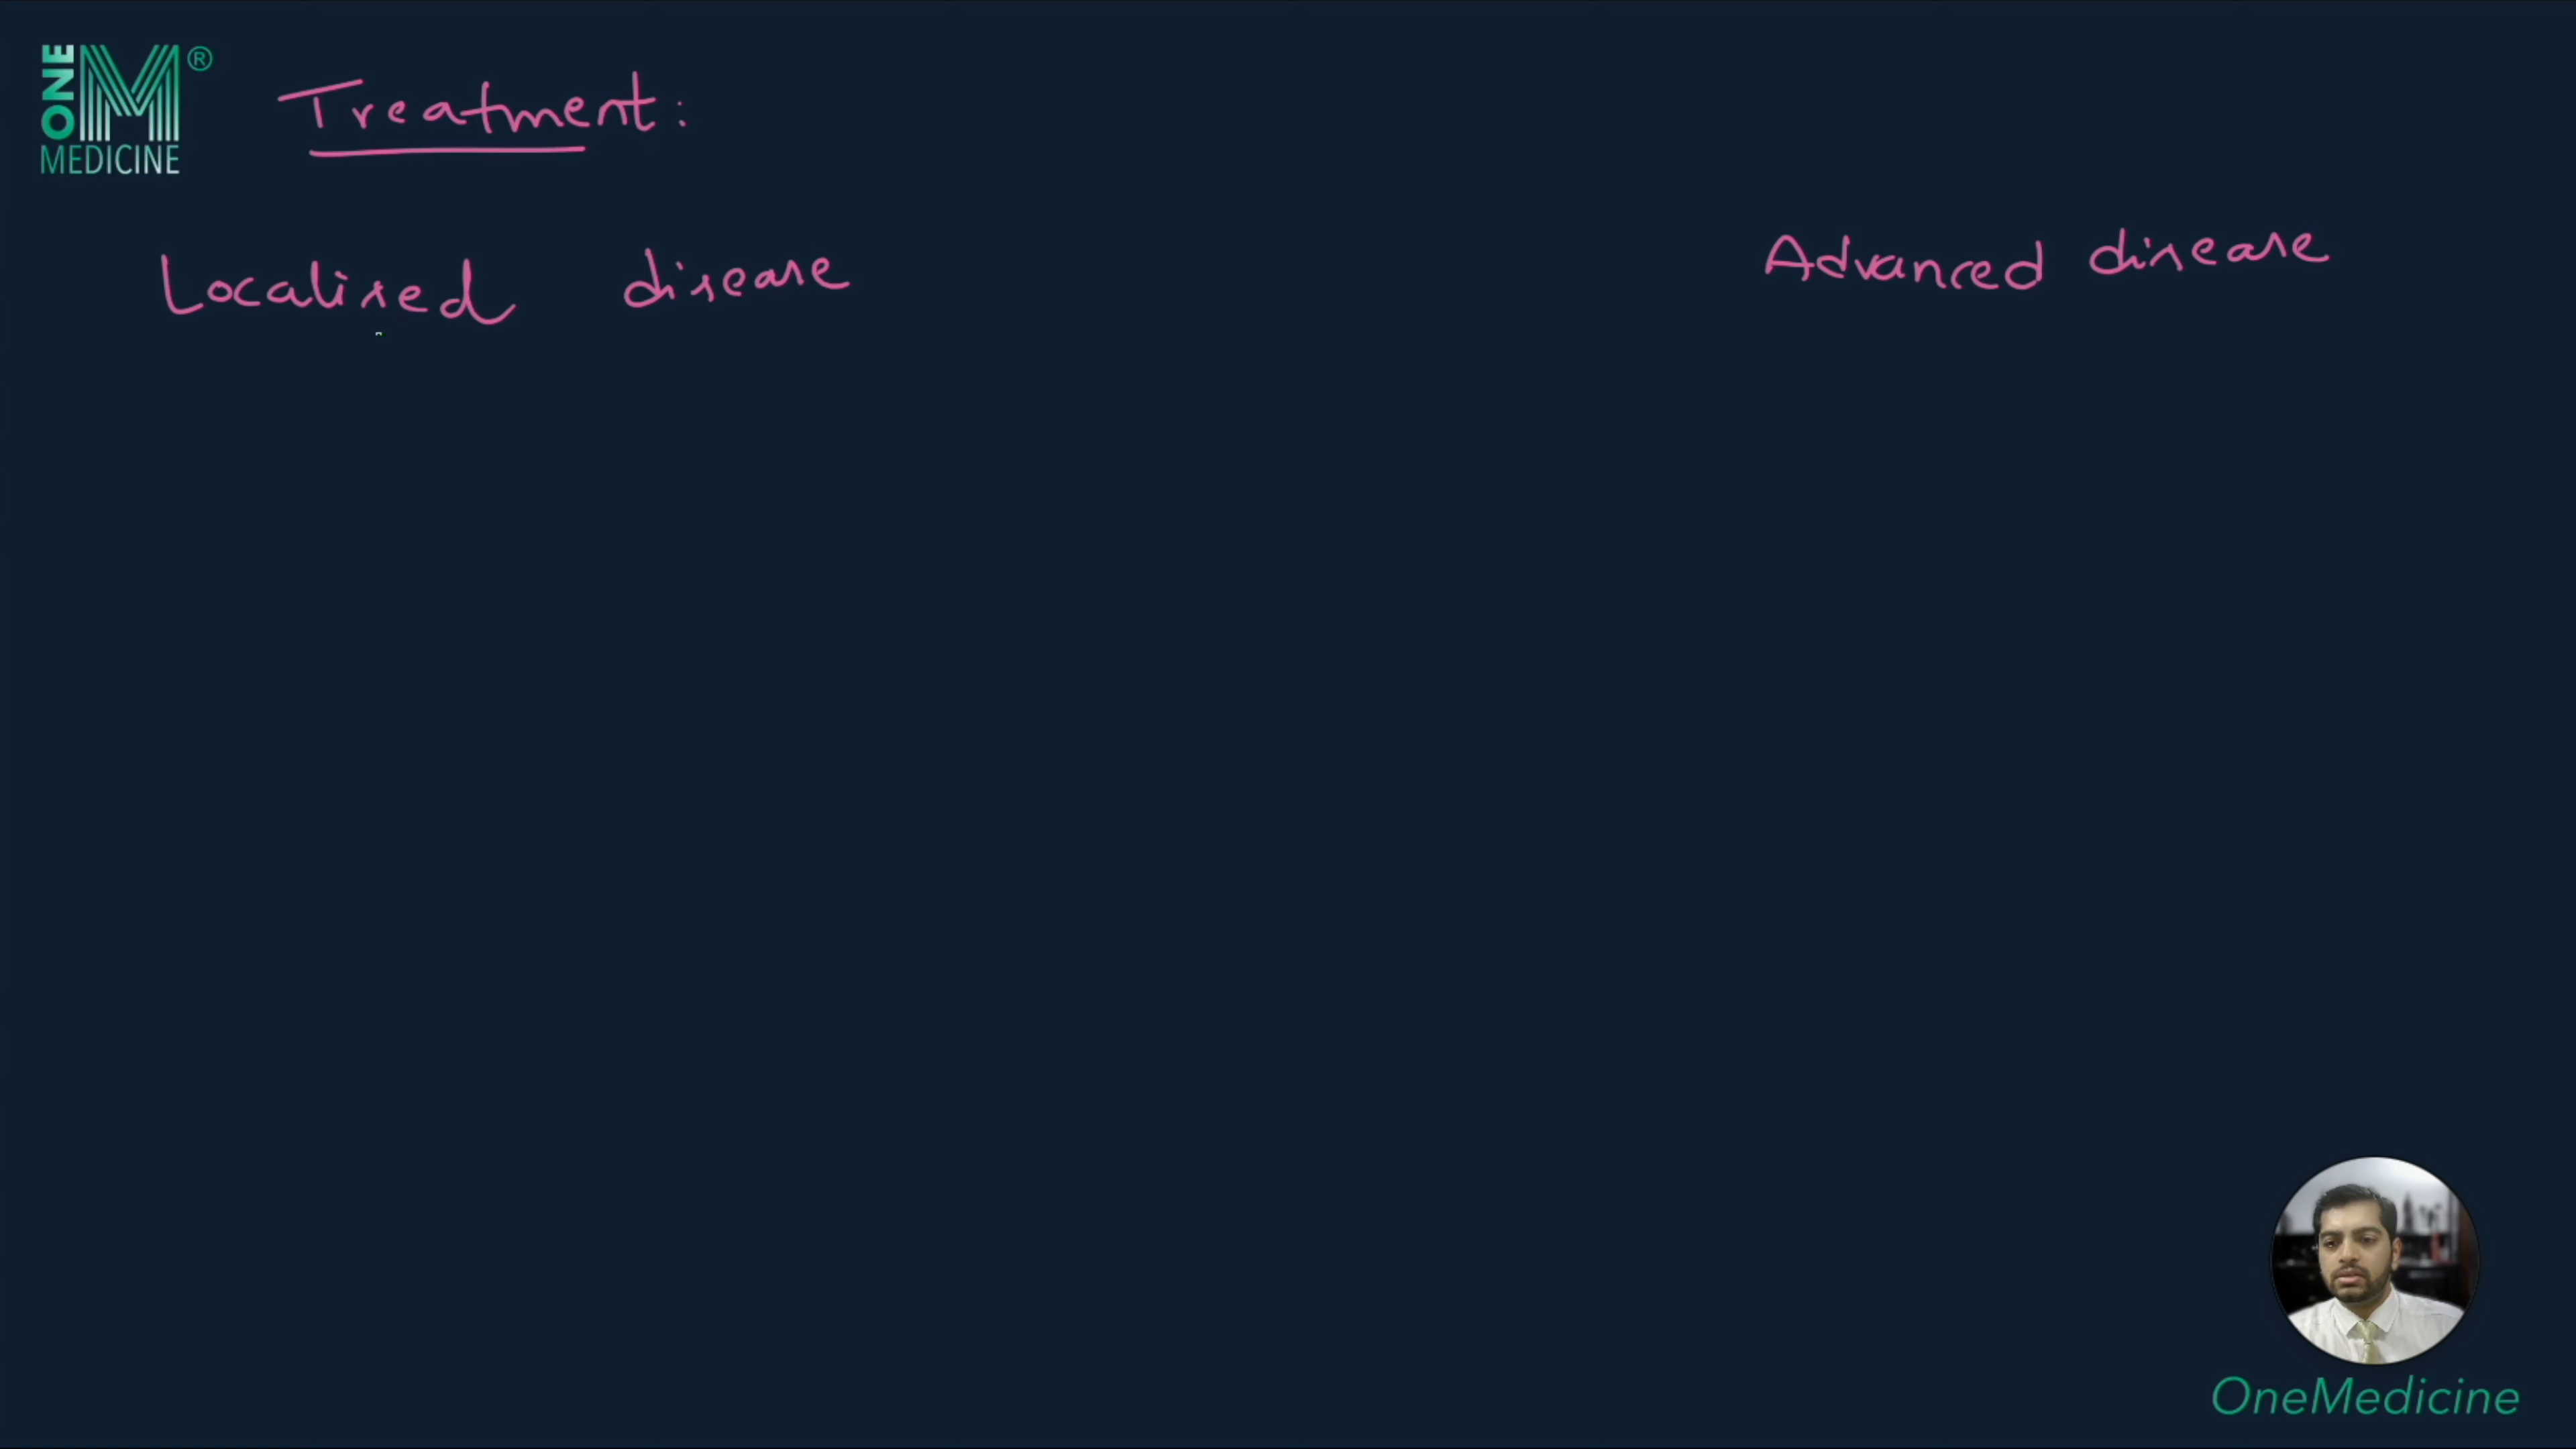 ONE
M®
MEDICINE
Treatment:
Localised disease
Advanced disease
OneMedicine